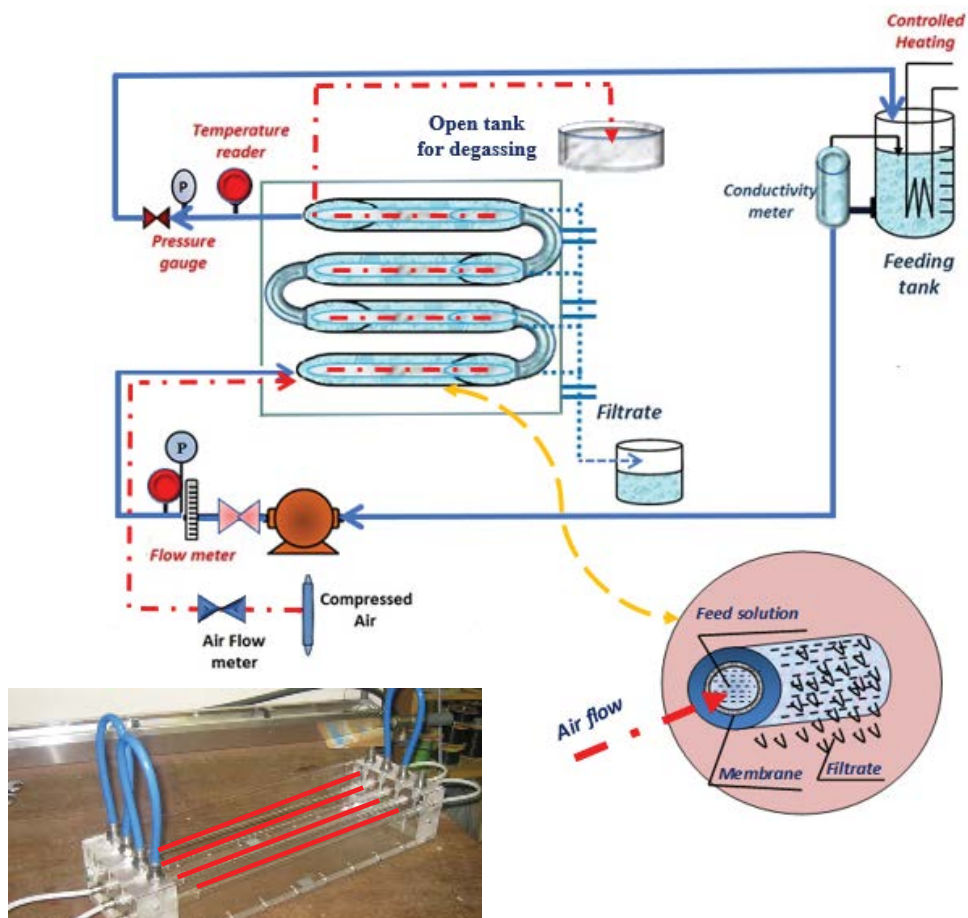 Controlled
Heating
Temperature
reader
Open tank
for degassing
P
Conductivity
meter
Pressure
gauge
Feeding
tank
Filtrate
P
Flow meter
Compressed
Air
Air Flow
meter
Feed solution
Air flow
Membrane
Filtrate